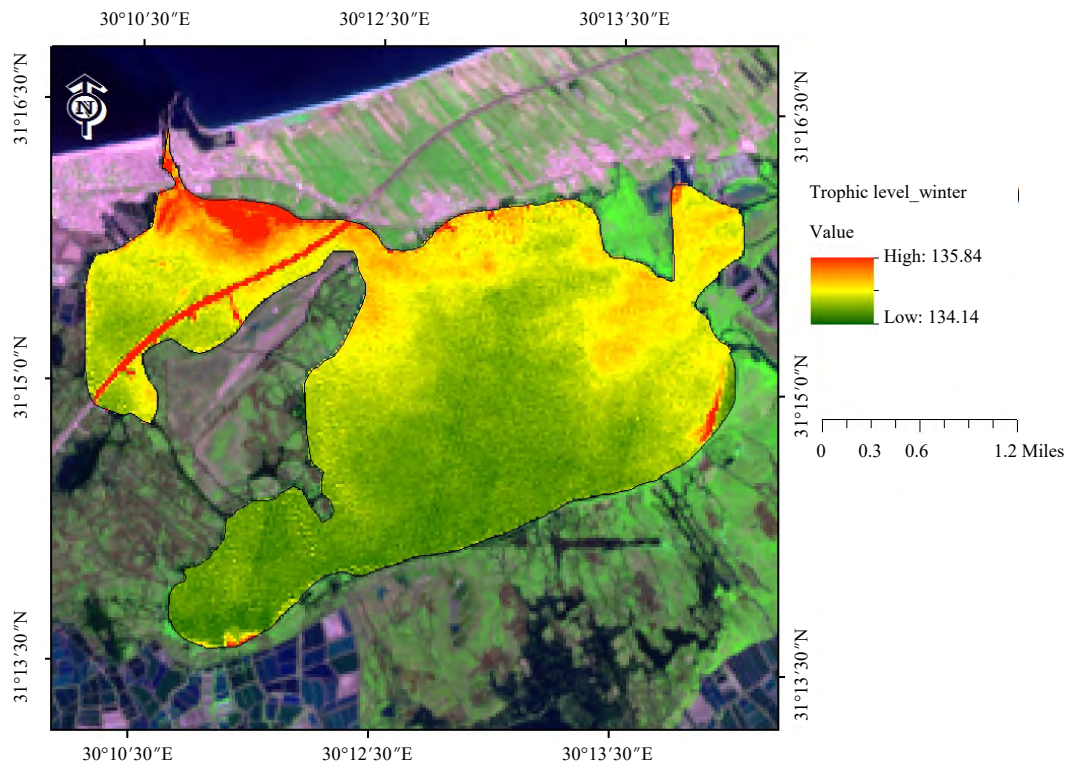 30°10′30″E 30°12′30″E 30°13′30″E
31°16′30″N
31°16′30″N
N
Trophic level_winter
Value
High: 135.84
Low: 134.14
31°15′0″N
31°15′0″N
0 0.3 0.6 1.2 Miles
31°13′30″N
31°13′30″N
30°10′30″E 30°12′30″E 30°13′30″E